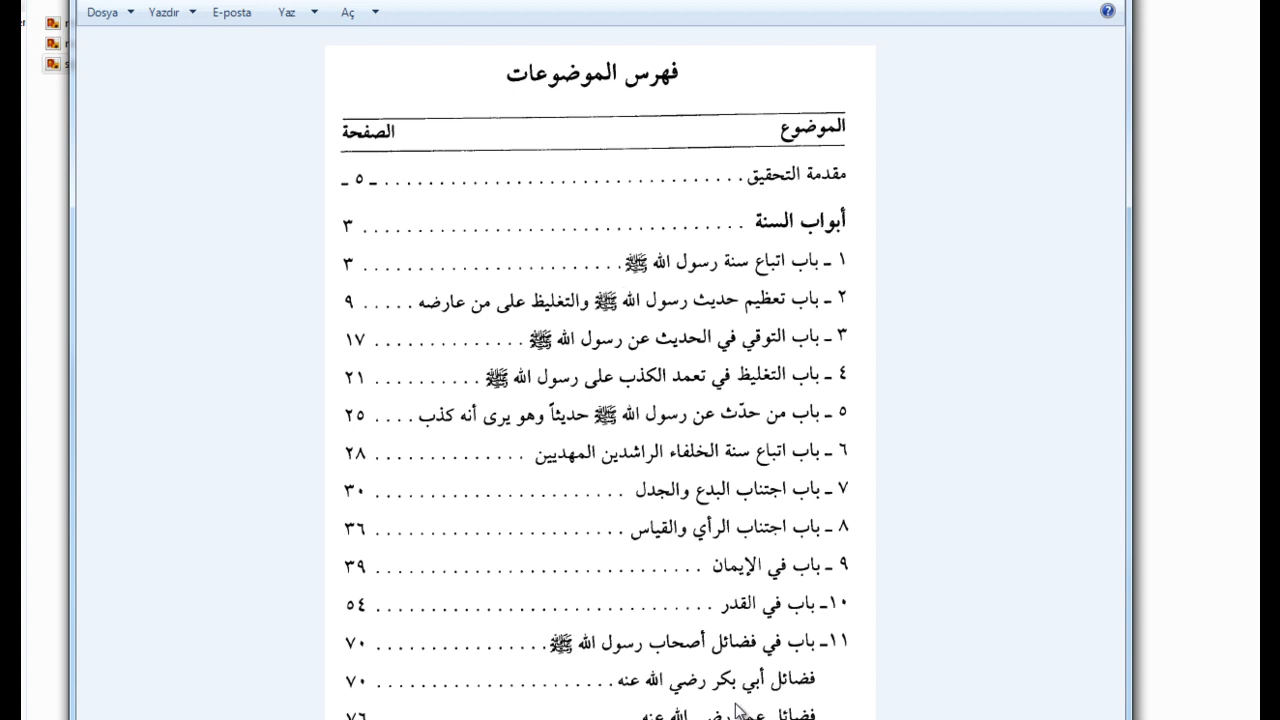 Dosya Yazdır E-posta Yaz Aç
فهرس الموضوعات
الموضوع الصفحة
مقدمة التحقيق ................................. ـ ٥ ـ
أبواب السنة ................................... ٣
١ ـ باب اتباع سنة رسول الله ﷺ ........................ ٣
٢ ـ باب تعظيم حديث رسول الله ﷺ والتغليظ على من عارضه ..... ٩
٣ ـ باب التوقي في الحديث عن رسول الله ﷺ .............. ١٧
٤ ـ باب التغليظ في تعمد الكذب على رسول الله ﷺ .......... ٢١
٥ ـ باب من حدّث عن رسول الله ﷺ حديثاً وهو يرى أنه كذب .... ٢٥
٦ ـ باب اتباع سنة الخلفاء الراشدين المهديين .............. ٢٨
٧ ـ باب اجتناب البدع والجدل ....................... ٣٠
٨ ـ باب اجتناب الرأي والقياس ....................... ٣٦
٩ ـ باب في الإيمان .............................. ٣٩
١٠ـ باب في القدر ............................... ٥٤
١١ـ باب في فضائل أصحاب رسول الله ﷺ ................ ٧٠
فضائل أبي بكر رضي الله عنه ...................... ٧٠
فضائل عمر رضي الله عنه ٧٦